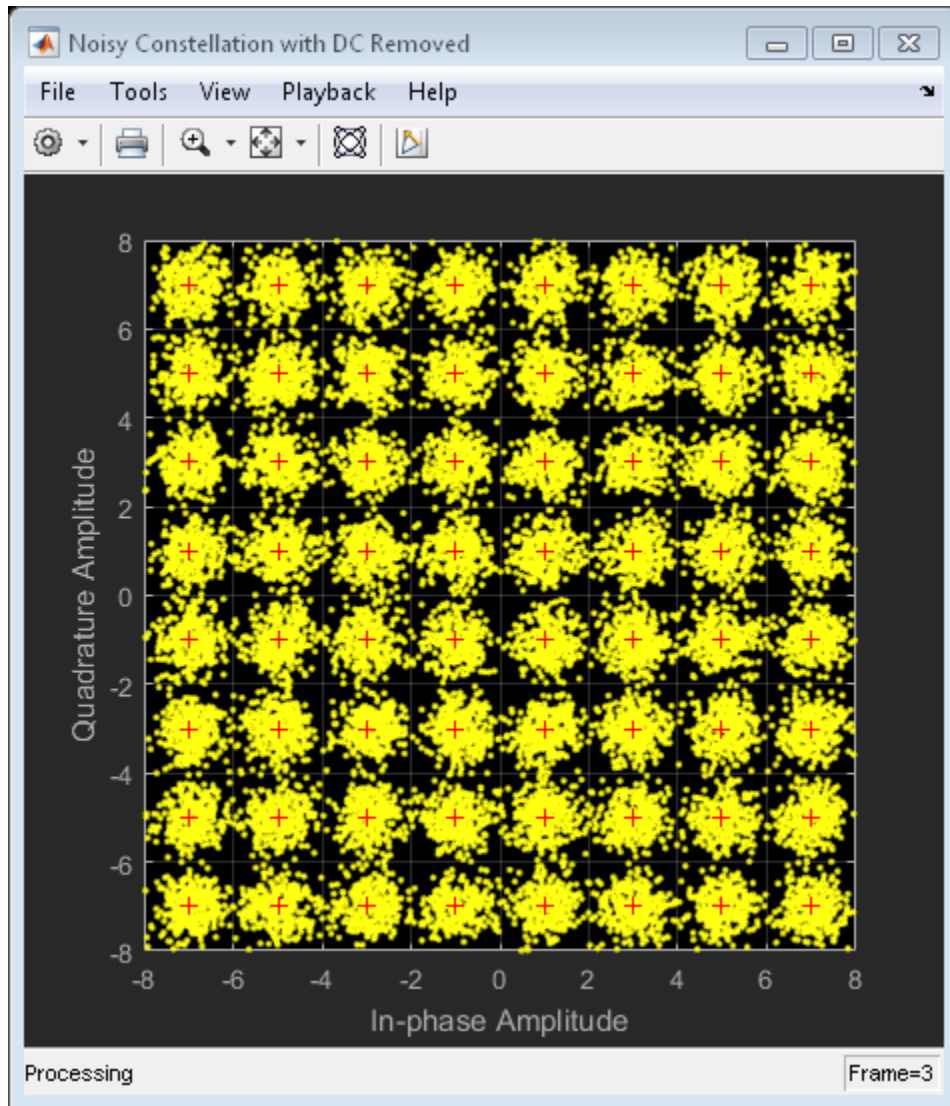 Noisy Constellation with DC Removed
File Tools View Playback Help
8
6
4
2
0
-2
-4
-6
-8
Quadrature Amplitude
-8 -6 -4 -2 0 2 4 6 8
In-phase Amplitude
Processing Frame=3